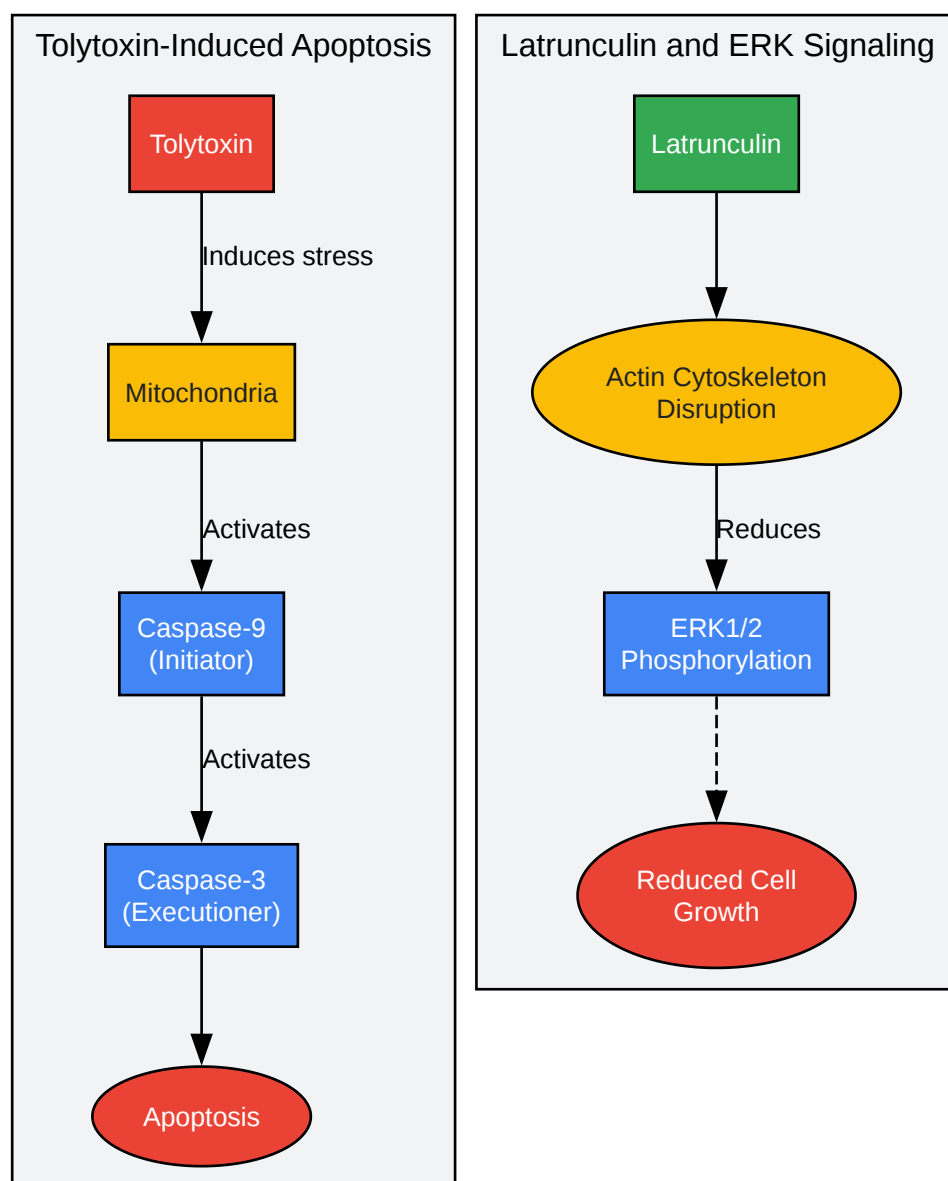 Tolytoxin-Induced Apoptosis
Tolytoxin
Induces stress
Mitochondria
Activates
Caspase-9
(Initiator)
Activates
Caspase-3
(Executioner)
Apoptosis
Latrunculin and ERK Signaling
Latrunculin
Actin Cytoskeleton
Disruption
Reduces
ERK1/2
Phosphorylation
Reduced Cell
Growth